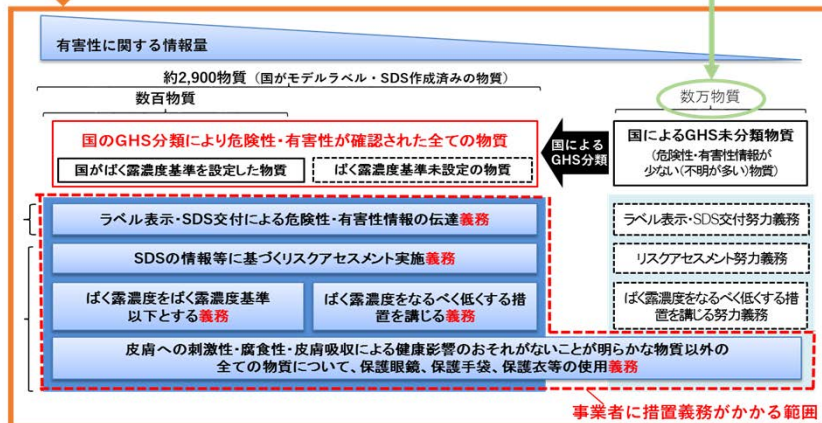 有害性に関する情報量
約2,900物質（国がモデルラベル・SDS作成済みの物質）
数百物質
数万物質
国のGHS分類により危険性・有害性が確認された全ての物質
国がばく露濃度基準を設定した物質
ばく露濃度基準未設定の物質
国による
GHS分類
国によるGHS未分類物質
（危険性・有害性情報が
少ない（不明が多い）物質）
ラベル表示・SDS交付による危険性・有害性情報の伝達義務
ラベル表示・SDS交付努力義務
SDSの情報等に基づくリスクアセスメント実施義務
リスクアセスメント努力義務
ばく露濃度をばく露濃度基準
以下とする義務
ばく露濃度をなるべく低くする措
置を講じる義務
ばく露濃度をなるべく低くする措
置を講じる努力義務
皮膚への刺激性・腐食性・皮膚吸収による健康影響のおそれがないことが明らかな物質以外の
全ての物質について、保護眼鏡、保護手袋、保護衣等の使用義務
事業者に措置義務がかかる範囲